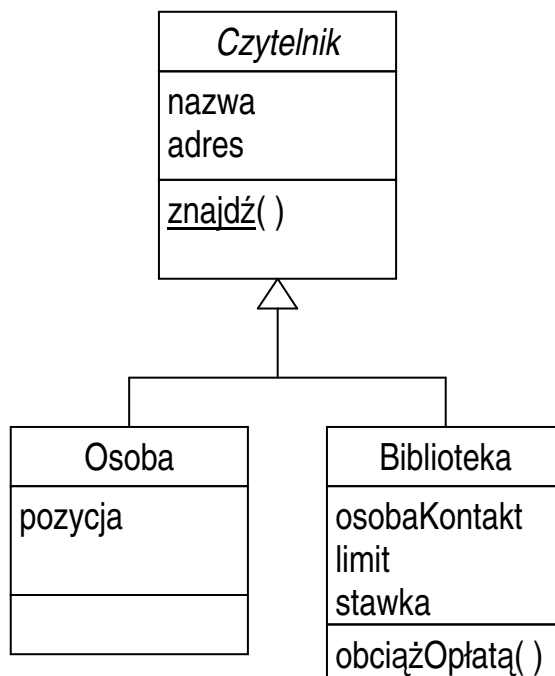 Czytelnik
nazwa
adres
znajdź( )
Osoba
pozycja
Biblioteka
osobaKontakt
limit
stawka
obciążOpłatą( )